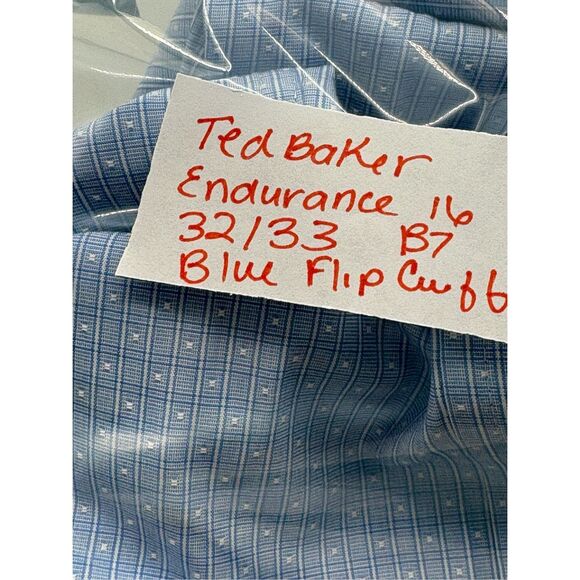 Ted Baker
Endurance 16
32/33 B7
Blue Flip Cuff